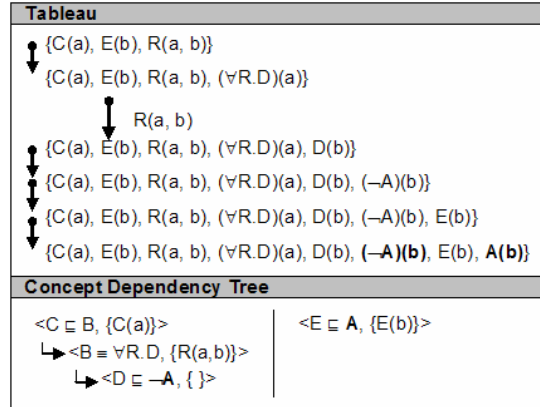 Tableau
{C(a), E(b), R(a, b)}
{C(a), E(b), R(a, b), (∀R.D)(a)}
R(a, b)
{C(a), E(b), R(a, b), (∀R.D)(a), D(b)}
{C(a), E(b), R(a, b), (∀R.D)(a), D(b), (¬A)(b)}
{C(a), E(b), R(a, b), (∀R.D)(a), D(b), (¬A)(b), E(b)}
{C(a), E(b), R(a, b), (∀R.D)(a), D(b), (¬A)(b), E(b), A(b)}
Concept Dependency Tree
<C ⊑ B, {C(a)}>
<B ≡ ∀R.D, {R(a,b)}>
<D ⊑ ¬A, { }>
<E ⊑ A, {E(b)}>